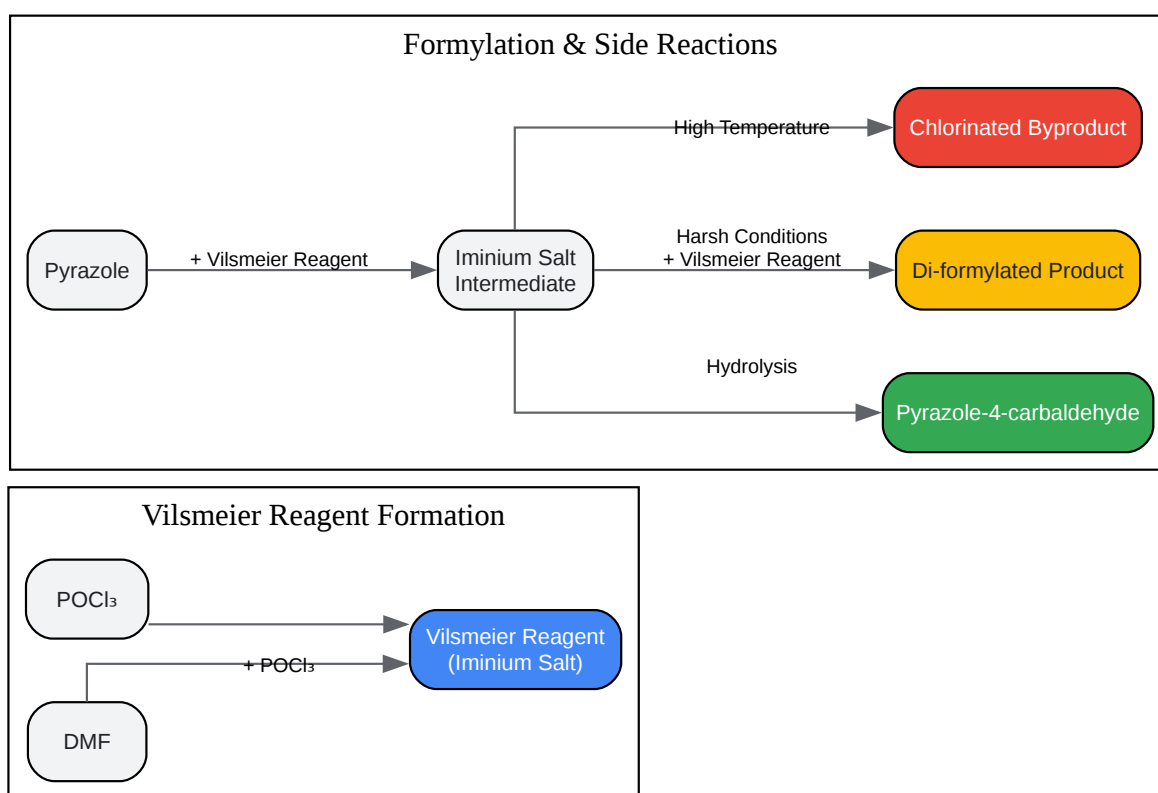 Formylation & Side Reactions
High Temperature
Chlorinated Byproduct
Pyrazole
+ Vilsmeier Reagent
Iminium Salt
Intermediate
Harsh Conditions
+ Vilsmeier Reagent
Di-formylated Product
Hydrolysis
Pyrazole-4-carbaldehyde
Vilsmeier Reagent Formation
POCl₃
+ POCl₃
Vilsmeier Reagent
(Iminium Salt)
DMF